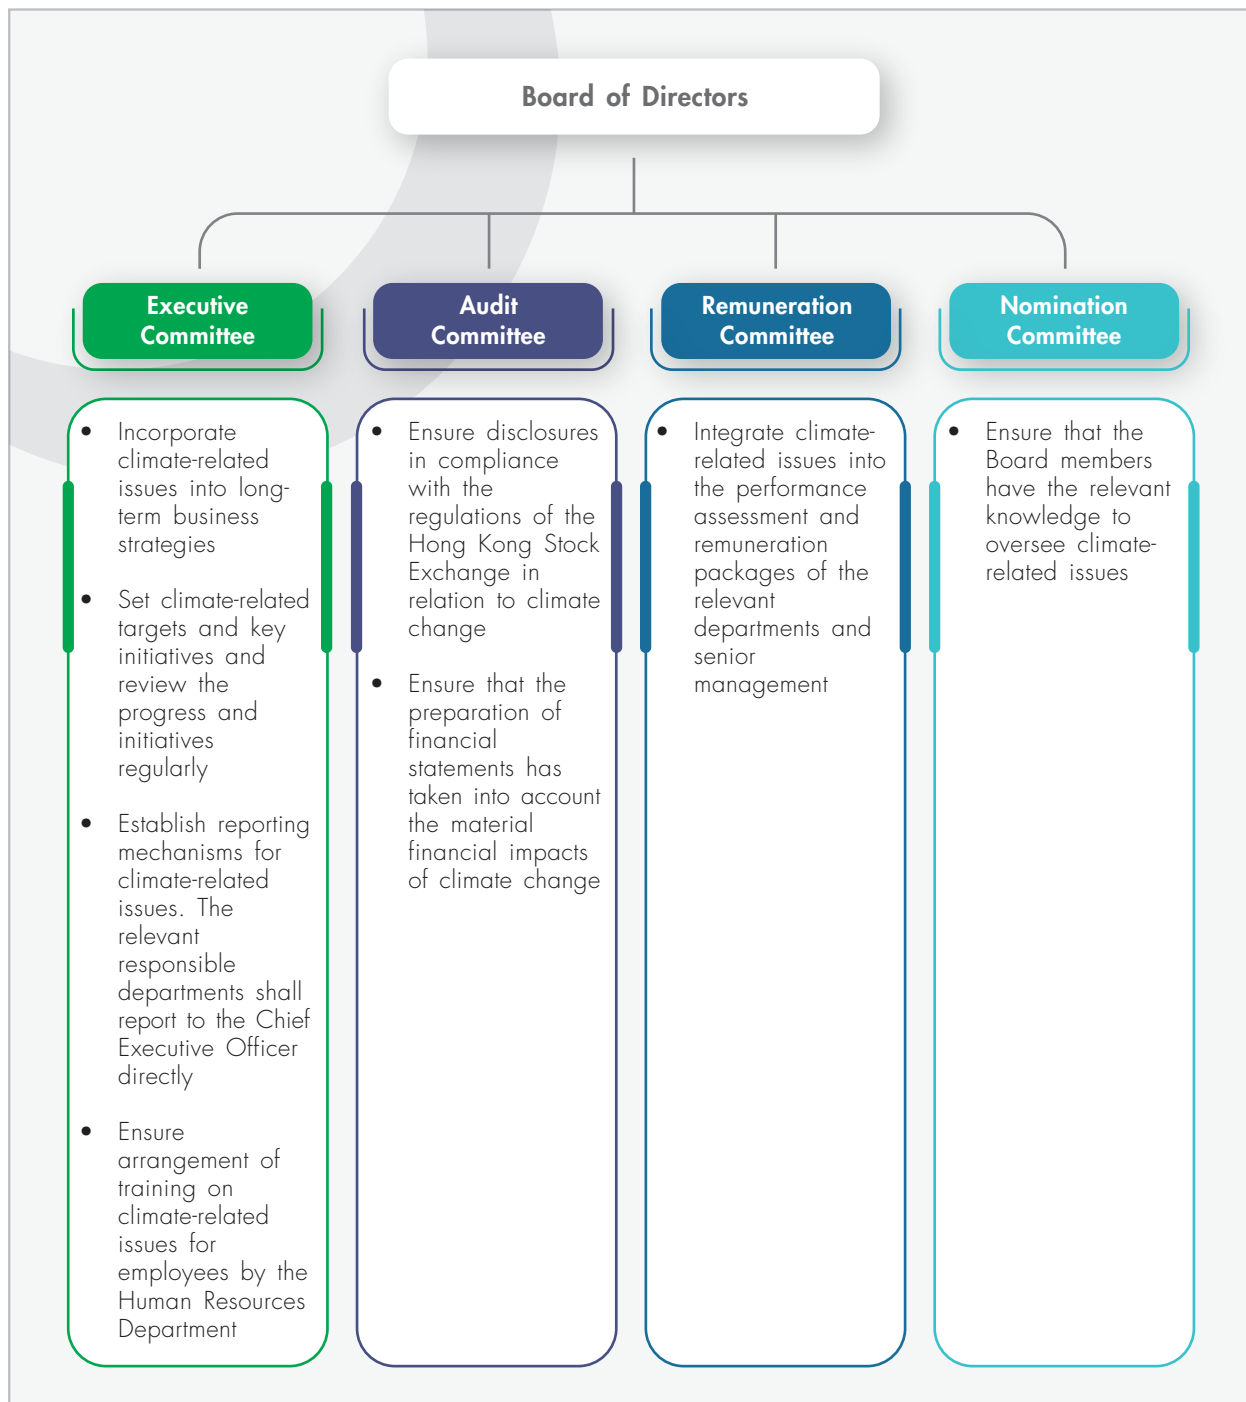 Board of Directors
Executive
Committee
• Incorporate
climate-related
issues into long-
term business
strategies
• Set climate-related
targets and key
initiatives and
review the
progress and
initiatives
regularly
• Establish reporting
mechanisms for
climate-related
issues. The
relevant
responsible
departments shall
report to the Chief
Executive Officer
directly
• Ensure
arrangement of
training on
climate-related
issues for
employees by the
Human Resources
Department
Audit
Committee
• Ensure disclosures
in compliance
with the
regulations of the
Hong Kong Stock
Exchange in
relation to climate
change
• Ensure that the
preparation of
financial
statements has
taken into account
the material
financial impacts
of climate change
Remuneration
Committee
• Integrate climate-
related issues into
the performance
assessment and
remuneration
packages of the
relevant
departments and
senior
management
Nomination
Committee
• Ensure that the
Board members
have the relevant
knowledge to
oversee climate-
related issues